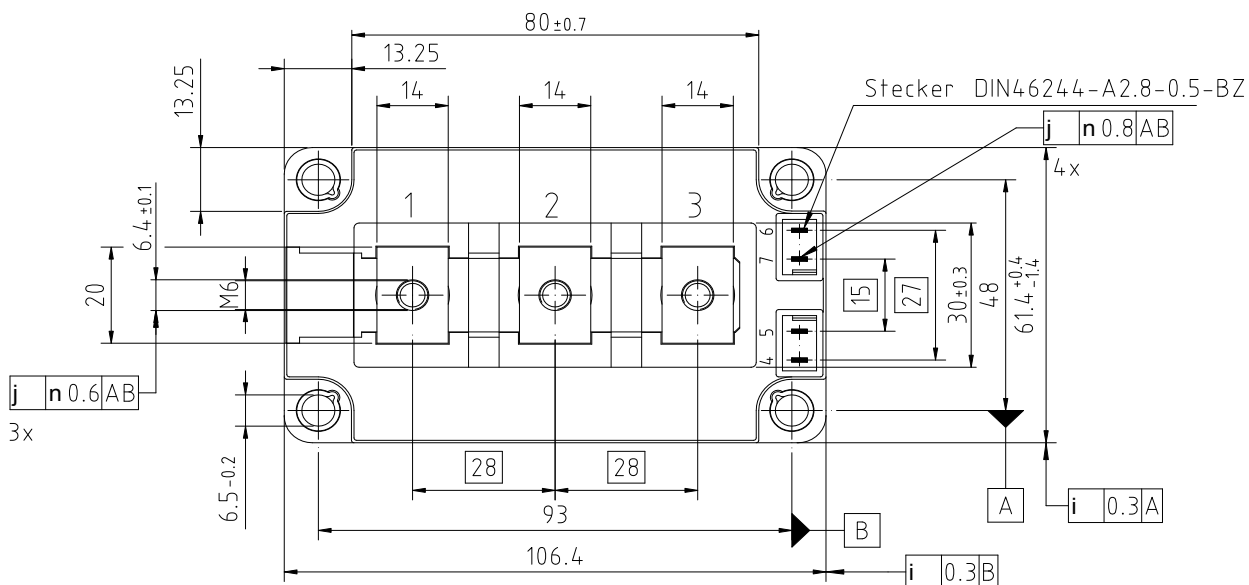 80±0.7
13.25
13.25
14
14
14
Stecker DIN46244-A2.8-0.5-BZ
j n 0.8 AB
4x
1
2
3
6.4±0.1
M6
20
6
7
5
4
15
27
30±0.3
48
61.4 +0.4 -1.4
j n 0.6 AB
3x
6.5-0.2
28
28
93
106.4
A
B
i 0.3 A
i 0.3 B